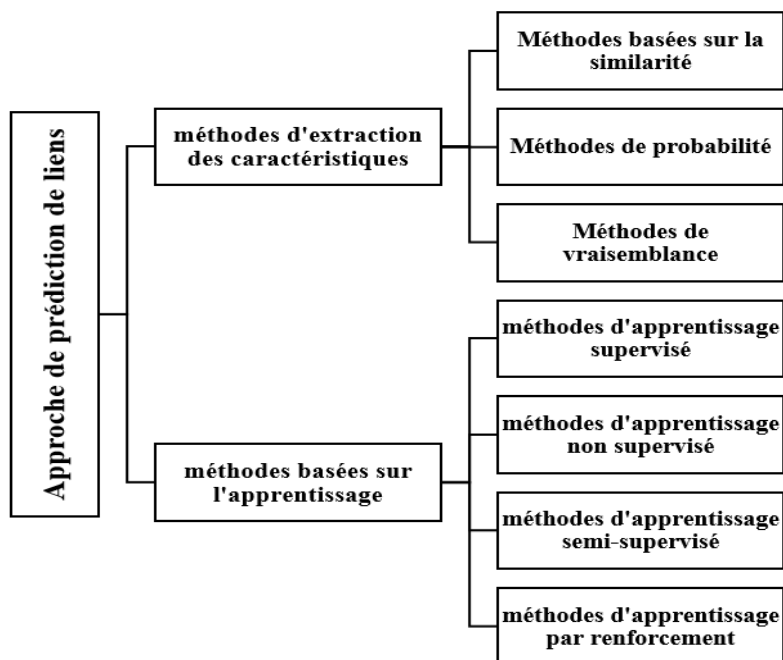 Approche de prédiction de liens
méthodes d'extraction
des caractéristiques
Méthodes basées sur la
similarité
Méthodes de probabilité
Méthodes de
vraisemblance
méthodes basées sur
l'apprentissage
méthodes d'apprentissage
supervisé
méthodes d'apprentissage
non supervisé
méthodes d'apprentissage
semi-supervisé
méthodes d'apprentissage
par renforcement